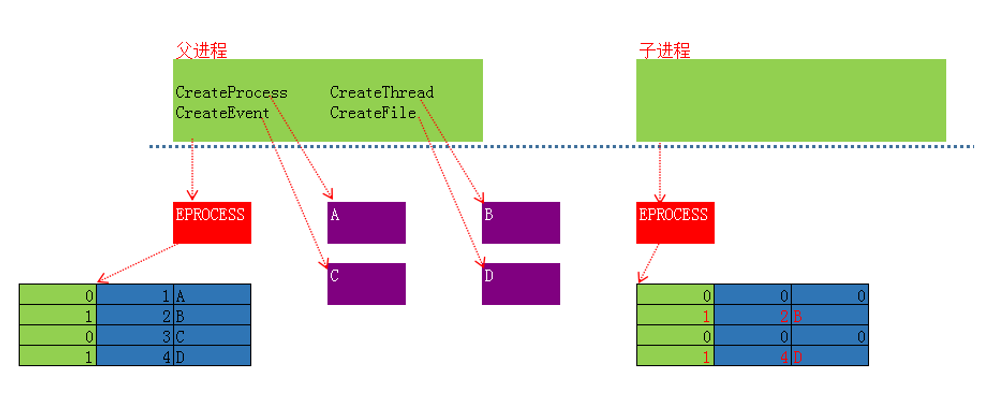 父进程 子进程
CreateProcess CreateThread
CreateEvent CreateFile
EPROCESS A B EPROCESS
C D
0 1 A 0 0 0
1 2 B 1 2 B
0 3 C 0 0 0
1 4 D 1 4 D